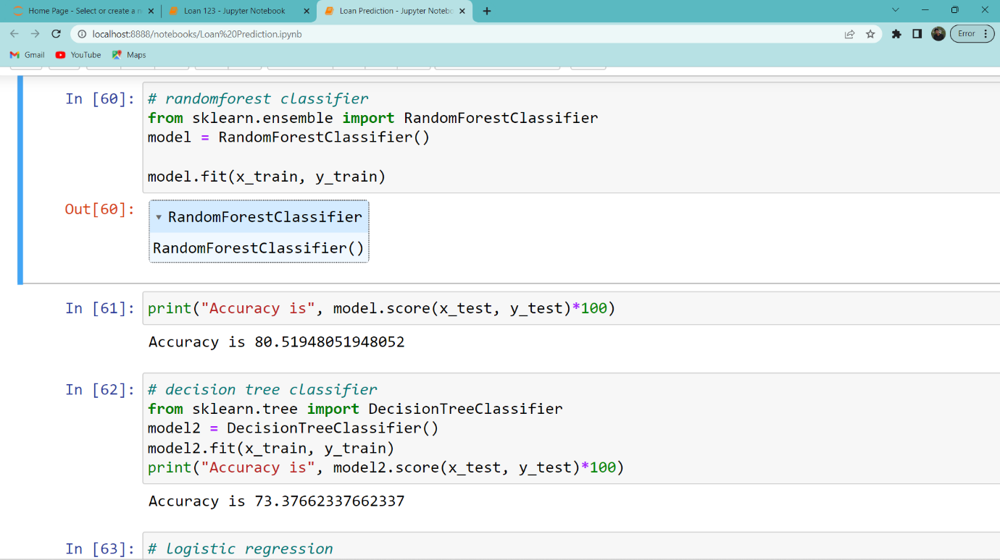 Home Page - Select or create a n
Loan 123 - Jupyter Notebook
Loan Prediction - Jupyter Notebo
localhost:8888/notebooks/Loan%20Prediction.ipynb
Error
Gmail
YouTube
Maps
In [60]:
# randomforest classifier
from sklearn.ensemble import RandomForestClassifier
model = RandomForestClassifier()
model.fit(x_train, y_train)
Out[60]:
RandomForestClassifier
RandomForestClassifier()
In [61]:
print("Accuracy is", model.score(x_test, y_test)*100)
Accuracy is 80.51948051948052
In [62]:
# decision tree classifier
from sklearn.tree import DecisionTreeClassifier
model2 = DecisionTreeClassifier()
model2.fit(x_train, y_train)
print("Accuracy is", model2.score(x_test, y_test)*100)
Accuracy is 73.37662337662337
In [63]:
# logistic regression